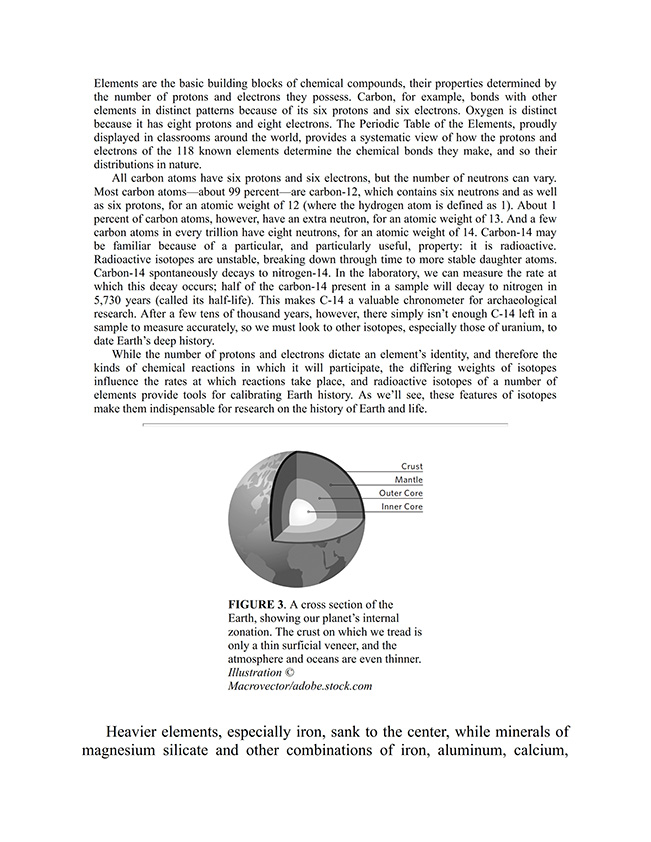 Elements are the basic building blocks of chemical compounds, their properties determined by
the number of protons and electrons they possess. Carbon, for example, bonds with other
elements in distinct patterns because of its six protons and six electrons. Oxygen is distinct
because it has eight protons and eight electrons. The Periodic Table of the Elements, proudly
displayed in classrooms around the world, provides a systematic view of how the protons and
electrons of the 118 known elements determine the chemical bonds they make, and so their
distributions in nature.
All carbon atoms have six protons and six electrons, but the number of neutrons can vary.
Most carbon atoms—about 99 percent—are carbon-12, which contains six neutrons and as well
as six protons, for an atomic weight of 12 (where the hydrogen atom is defined as 1). About 1
percent of carbon atoms, however, have an extra neutron, for an atomic weight of 13. And a few
carbon atoms in every trillion have eight neutrons, for an atomic weight of 14. Carbon-14 may
be familiar because of a particular, and particularly useful, property: it is radioactive.
Radioactive isotopes are unstable, breaking down through time to more stable daughter atoms.
Carbon-14 spontaneously decays to nitrogen-14. In the laboratory, we can measure the rate at
which this decay occurs; half of the carbon-14 present in a sample will decay to nitrogen in
5,730 years (called its half-life). This makes C-14 a valuable chronometer for archaeological
research. After a few tens of thousand years, however, there simply isn’t enough C-14 left in a
sample to measure accurately, so we must look to other isotopes, especially those of uranium, to
date Earth’s deep history.
While the number of protons and electrons dictate an element’s identity, and therefore the
kinds of chemical reactions in which it will participate, the differing weights of isotopes
influence the rates at which reactions take place, and radioactive isotopes of a number of
elements provide tools for calibrating Earth history. As we’ll see, these features of isotopes
make them indispensable for research on the history of Earth and life.
Crust
Mantle
Outer Core
Inner Core
FIGURE 3. A cross section of the
Earth, showing our planet’s internal
zonation. The crust on which we tread is
only a thin surficial veneer, and the
atmosphere and oceans are even thinner.
Illustration ©
Macrovector/adobe.stock.com
Heavier elements, especially iron, sank to the center, while minerals of
magnesium silicate and other combinations of iron, aluminum, calcium,